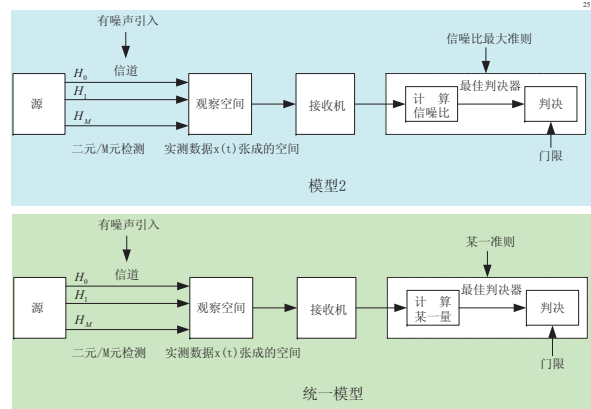 25
有噪声引入
信噪比最大准则
H0
信道
H1
最佳判决器
源
观察空间
接收机
计 算
信噪比
判决
HM
二元/M元检测
实测数据x(t)张成的空间
门限
模型2
有噪声引入
某一准则
H0
信道
H1
最佳判决器
源
观察空间
接收机
计 算
某一量
判决
HM
二元/M元检测
实测数据x(t)张成的空间
门限
统一模型